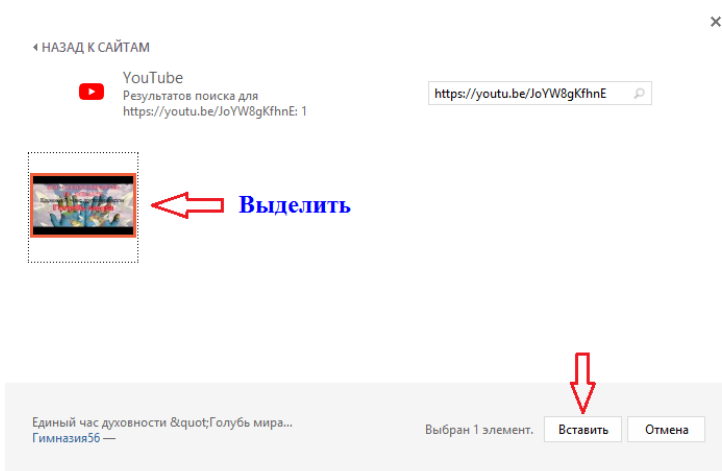 ×
НАЗАД К САЙТАМ
YouTube
Результатов поиска для
https://youtu.be/JoYW8gKfhnE: 1
https://youtu.be/JoYW8gKfhnE
Выделить
Единый час духовности &quot;Голубь мира...
Гимназия56 —
Выбран 1 элемент.
Вставить
Отмена